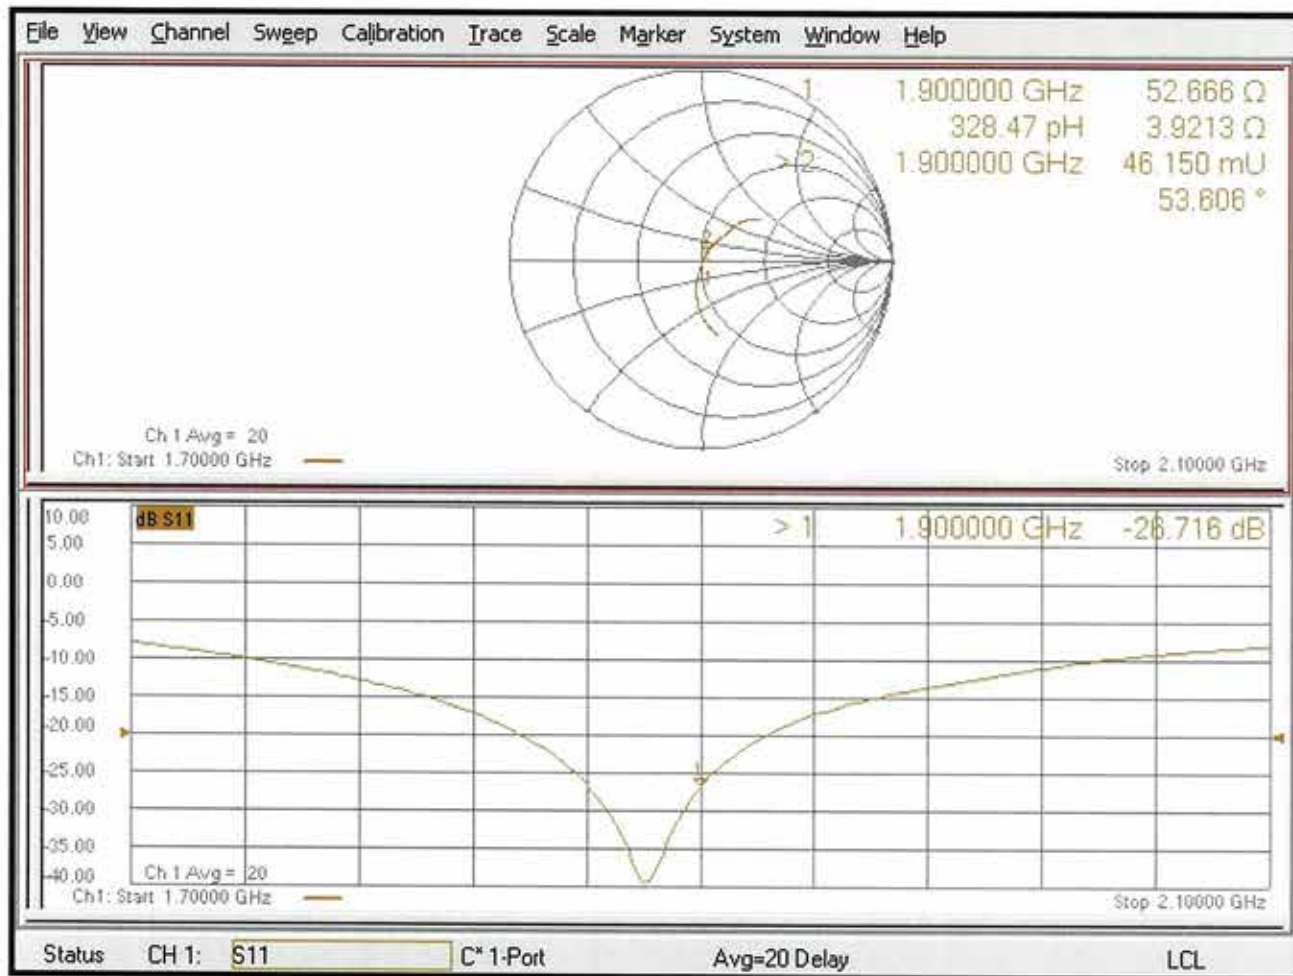 File View Channel Sweep Calibration Trace Scale Marker System Window Help
1 1.900000 GHz 52.666 Ω
328.47 pH 3.9213 Ω
> 2 1.900000 GHz 46.150 mU
53.606 °
Ch 1 Avg = 20
Ch1: Start 1.70000 GHz
Stop 2.10000 GHz
10.00
dB S11
> 1 1.900000 GHz -26.716 dB
5.00
0.00
-5.00
-10.00
-15.00
-20.00
-25.00
-30.00
-35.00
-40.00
Ch 1 Avg = 20
Ch1: Start 1.70000 GHz
Stop 2.10000 GHz
Status CH 1: S11 C* 1-Port Avg=20 Delay LCL